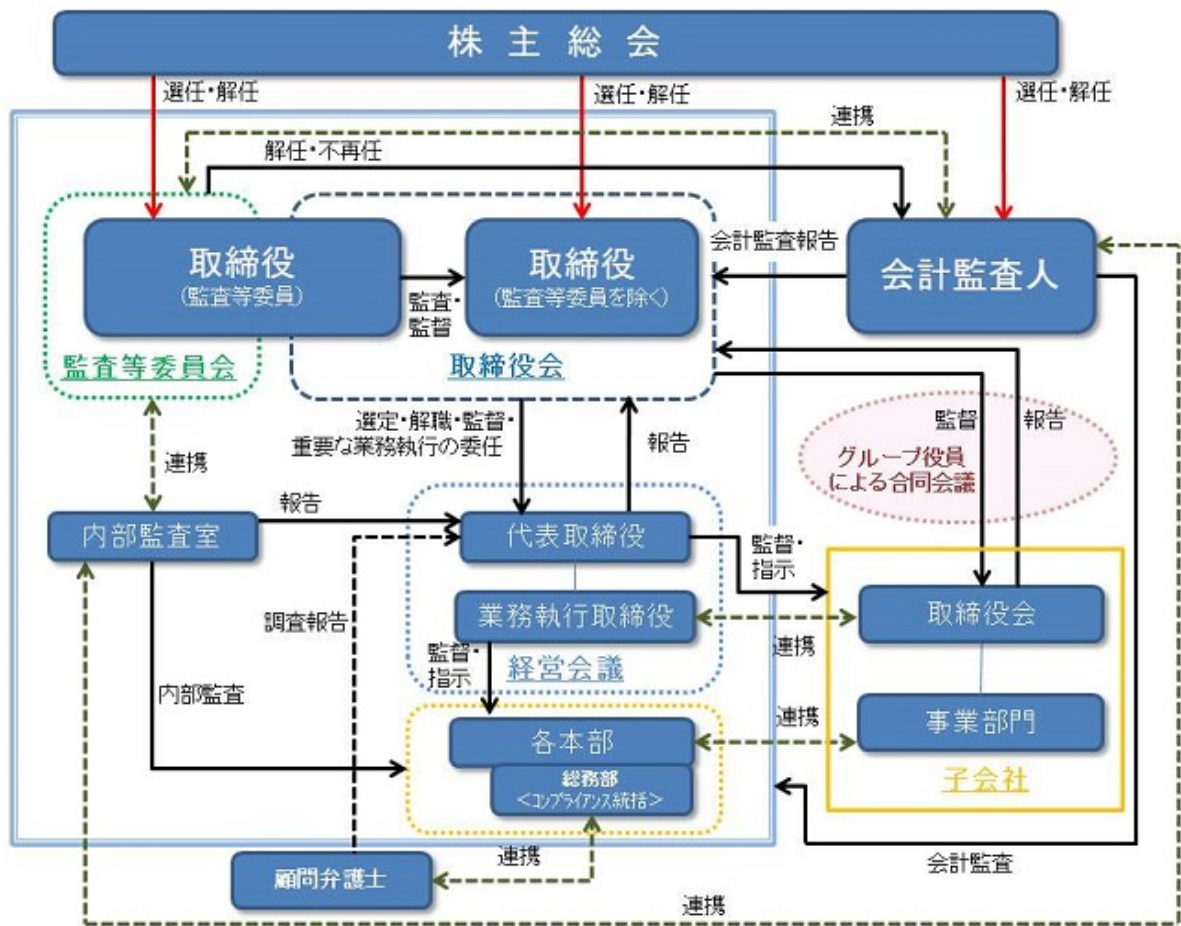 株主総会
選任・解任
選任・解任
選任・解任
連携
解任・不再任
取締役
(監査等委員)
監査・
監督
取締役
(監査等委員を除く)
会計監査報告
会計監査人
監査等委員会
取締役会
選定・解職・監督・
重要な業務執行の委任
報告
監督
報告
グループ役員
による合同会議
連携
内部監査室
報告
代表取締役
監督・
指示
取締役会
調査報告
業務執行取締役
連携
監督・
指示
経営会議
内部監査
各本部
連携
事業部門
総務部
<コンプライアンス統括>
子会社
顧問弁護士
連携
会計監査
連携